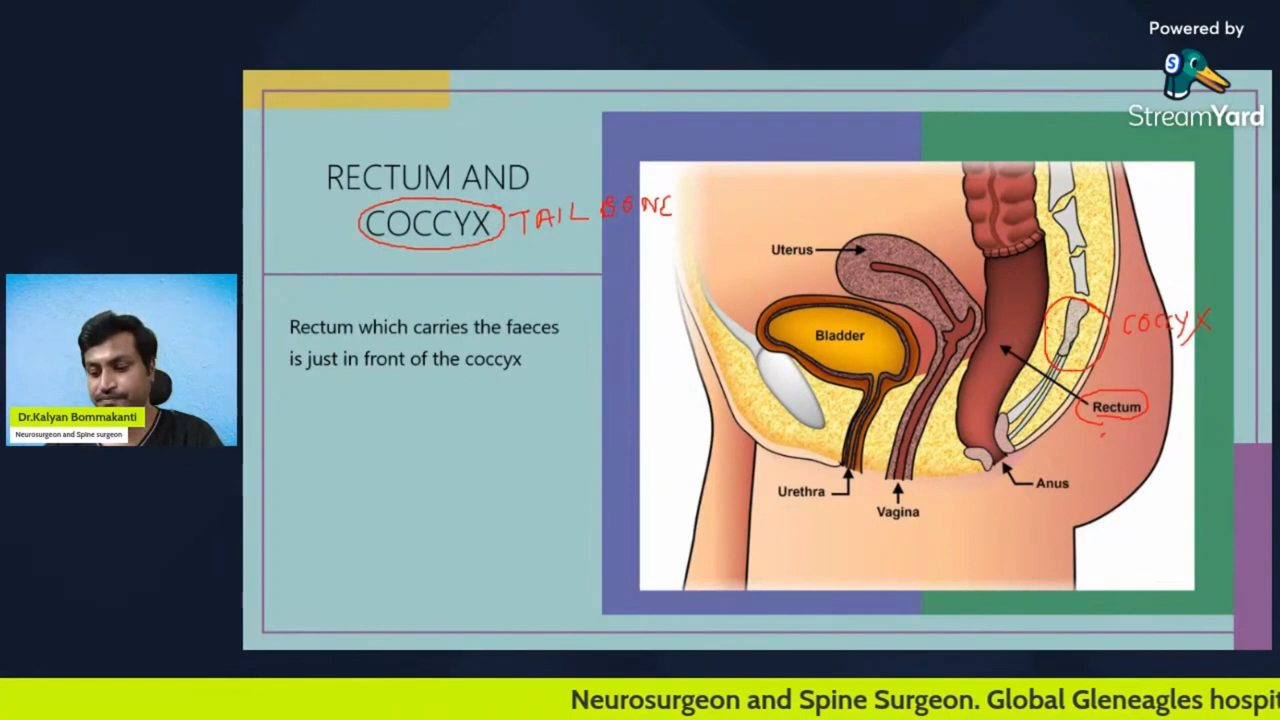 Powered by
StreamYard
RECTUM AND
COCCYX TAIL BONE
Rectum which carries the faeces
is just in front of the coccyx
Uterus
Bladder
COCCYX
Rectum
Anus
Urethra
Vagina
Dr.Kalyan Bommakanti
Neurosurgeon and Spine surgeon
Neurosurgeon and Spine Surgeon. Global Gleneagles hospi